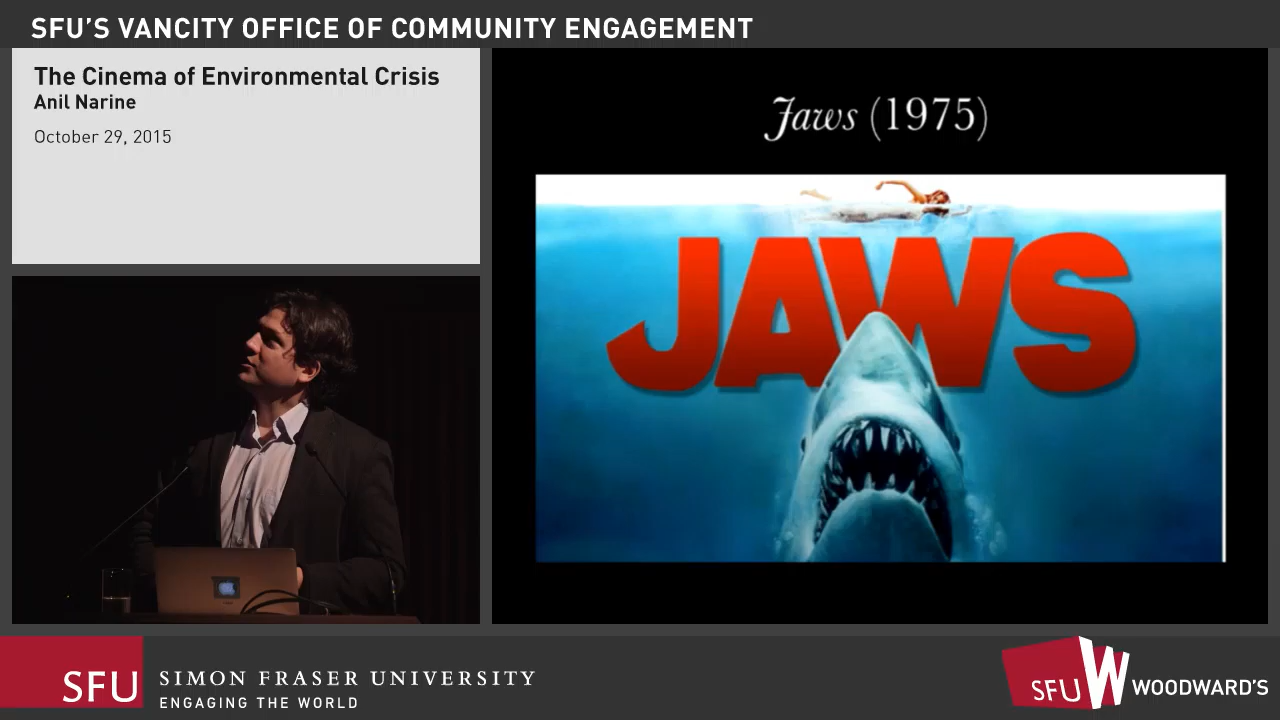 SFU'S VANCITY OFFICE OF COMMUNITY ENGAGEMENT
The Cinema of Environmental Crisis
Anil Narine
October 29, 2015
Jaws (1975)
JAWS
SFU
SIMON FRASER UNIVERSITY
ENGAGING THE WORLD
SFU W WOODWARD'S